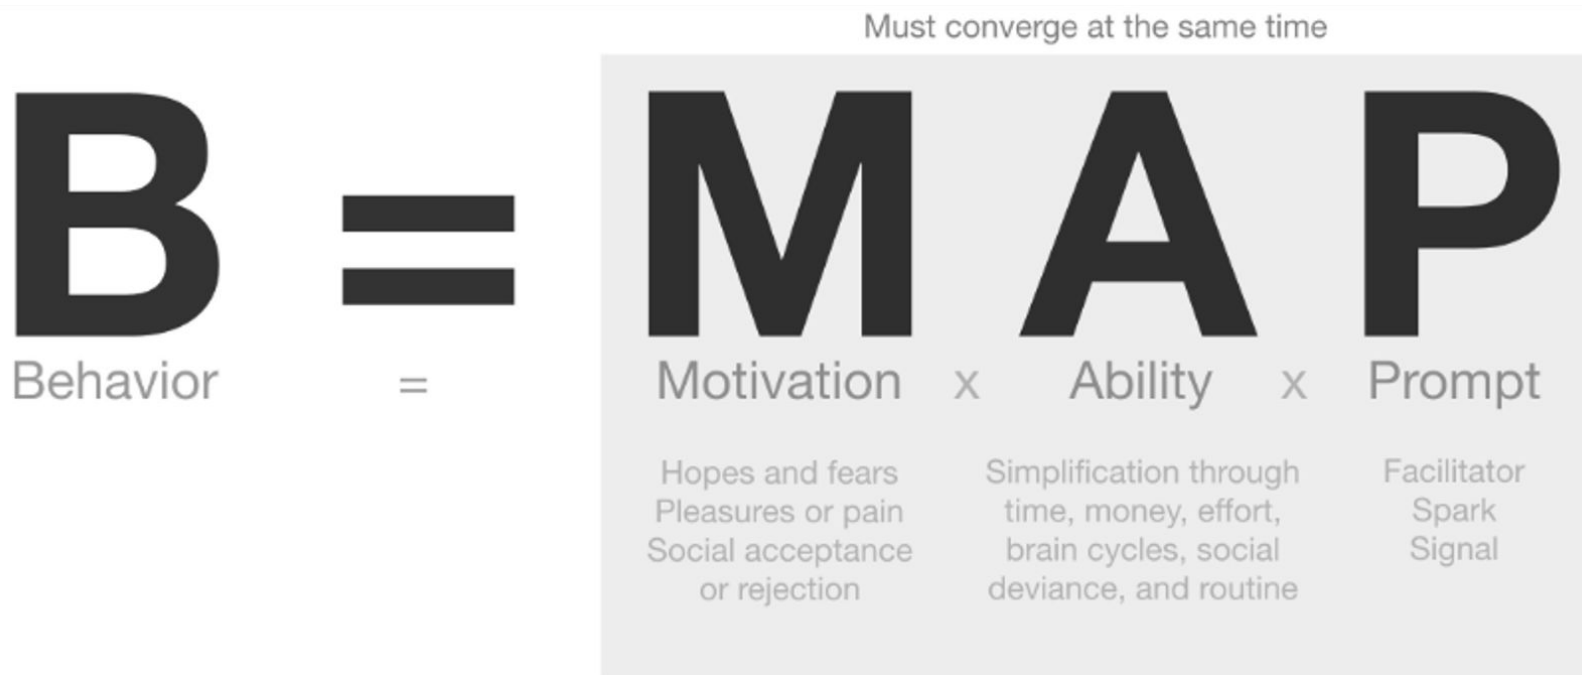 Must converge at the same time
B = M A P
Behavior = Motivation x Ability x Prompt
Hopes and fears
Pleasures or pain
Social acceptance
or rejection
Simplification through
time, money, effort,
brain cycles, social
deviance, and routine
Facilitator
Spark
Signal